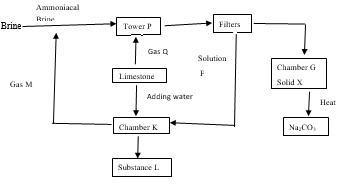 Ammoniacal
Brine
Brine
Tower P
Filters
Gas Q
Solution
F
Chamber G
Solid X
Gas M
Limestone
Adding water
Heat
Chamber K
Na₂CO₃
Substance L